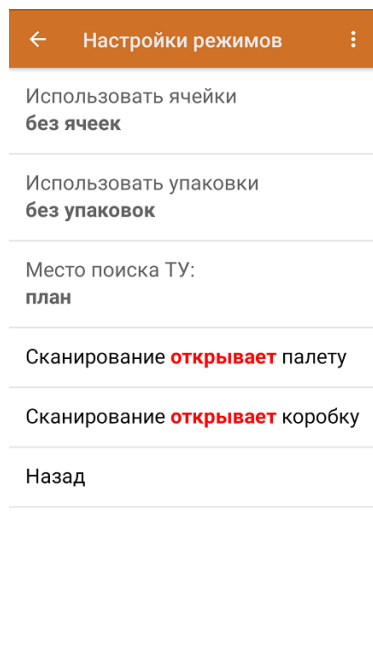 Настройки режимов
Использовать ячейки
без ячеек
Использовать упаковки
без упаковок
Место поиска ТУ:
план
Сканирование открывает палету
Сканирование открывает коробку
Назад